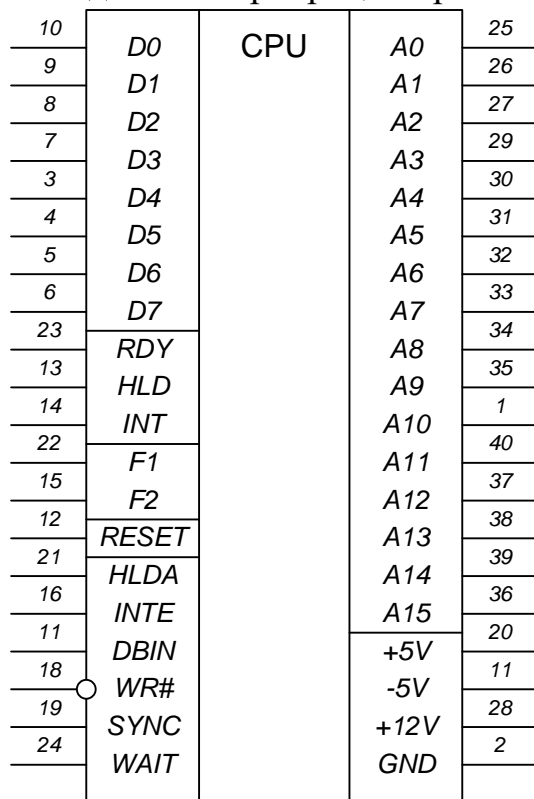 10 D0 CPU A0 25
9 D1 A1 26
8 D2 A2 27
7 D3 A3 29
3 D4 A4 30
4 D5 A5 31
5 D6 A6 32
6 D7 A7 33
23 RDY A8 34
13 HLD A9 35
14 INT A10 1
22 F1 A11 40
15 F2 A12 37
12 RESET A13 38
21 HLDA A14 39
16 INTE A15 36
11 DBIN +5V 20
18 WR# -5V 11
19 SYNC +12V 28
24 WAIT GND 2